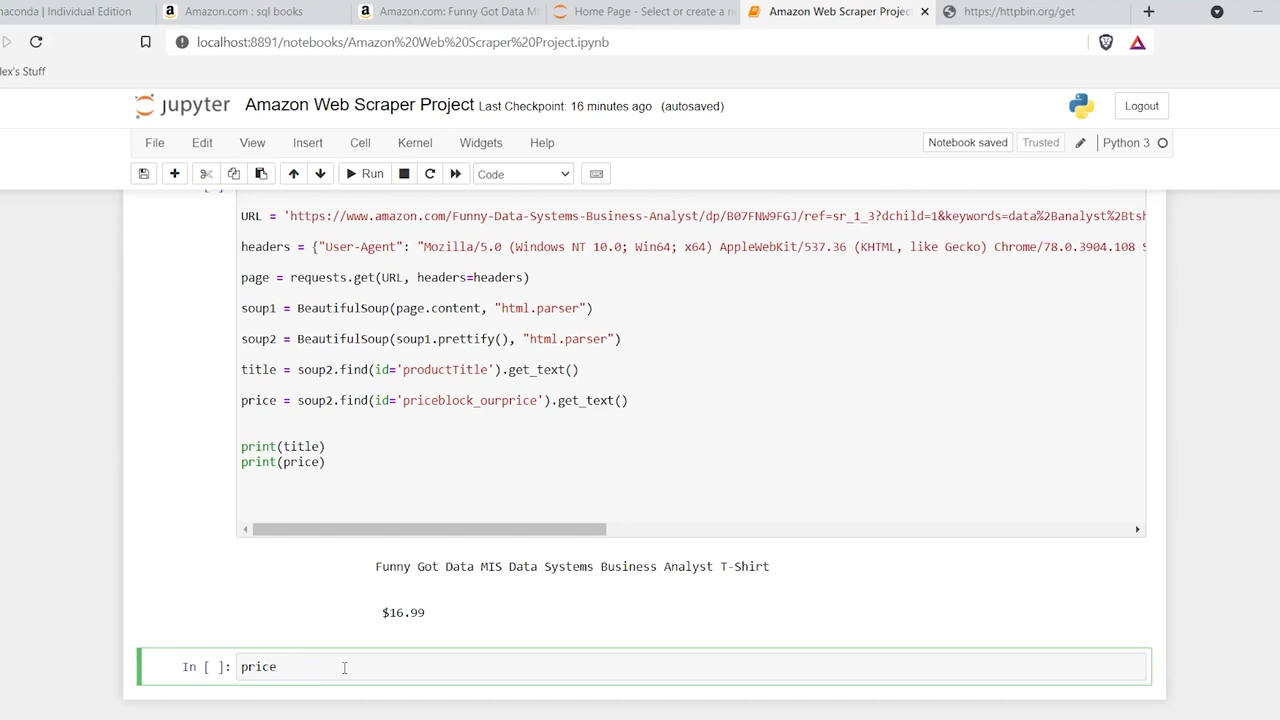 naconda | Individual Edition
Amazon.com : sql books
Amazon.com: Funny Got Data MI
Home Page - Select or create a n
Amazon Web Scraper Project
https://httpbin.org/get
localhost:8891/notebooks/Amazon%20Web%20Scraper%20Project.ipynb
lex's Stuff
jupyter Amazon Web Scraper Project Last Checkpoint: 16 minutes ago (autosaved)
Logout
File Edit View Insert Cell Kernel Widgets Help
Notebook saved Trusted Python 3
Run Code
URL = 'https://www.amazon.com/Funny-Data-Systems-Business-Analyst/dp/B07FNW9FGJ/ref=sr_1_3?dchild=1&keywords=data%2Banalyst%2Btsh
headers = {"User-Agent": "Mozilla/5.0 (Windows NT 10.0; Win64; x64) AppleWebKit/537.36 (KHTML, like Gecko) Chrome/78.0.3904.108 S
page = requests.get(URL, headers=headers)
soup1 = BeautifulSoup(page.content, "html.parser")
soup2 = BeautifulSoup(soup1.prettify(), "html.parser")
title = soup2.find(id='productTitle').get_text()
price = soup2.find(id='priceblock_ourprice').get_text()
print(title)
print(price)
Funny Got Data MIS Data Systems Business Analyst T-Shirt
$16.99
In [ ]: price